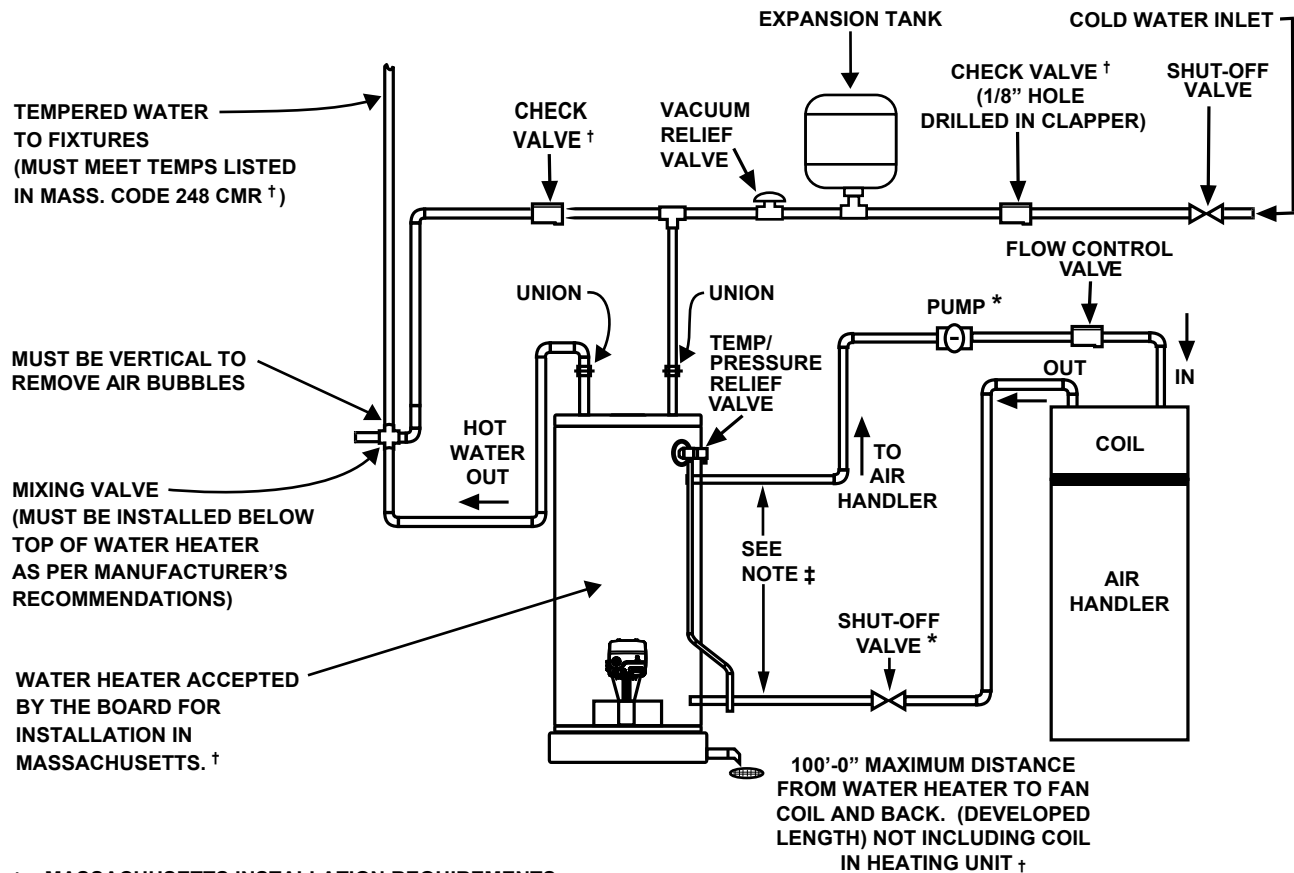 EXPANSION TANK
COLD WATER INLET
TEMPERED WATER
TO FIXTURES
(MUST MEET TEMPS LISTED
IN MASS. CODE 248 CMR †)
CHECK
VALVE †
VACUUM
RELIEF
VALVE
CHECK VALVE †
(1/8” HOLE
DRILLED IN CLAPPER)
SHUT-OFF
VALVE
FLOW CONTROL
VALVE
UNION
UNION
PUMP *
TEMP/
PRESSURE
RELIEF
VALVE
OUT
IN
MUST BE VERTICAL TO
REMOVE AIR BUBBLES
HOT
WATER
OUT
TO
AIR
HANDLER
COIL
MIXING VALVE
(MUST BE INSTALLED BELOW
TOP OF WATER HEATER
AS PER MANUFACTURER’S
RECOMMENDATIONS)
SEE
NOTE ‡
AIR
HANDLER
SHUT-OFF
VALVE *
WATER HEATER ACCEPTED
BY THE BOARD FOR
INSTALLATION IN
MASSACHUSETTS. †
100’-0” MAXIMUM DISTANCE
FROM WATER HEATER TO FAN
COIL AND BACK. (DEVELOPED
LENGTH) NOT INCLUDING COIL
IN HEATING UNIT †
MASSACHUSETTS INSTALLATION REQUIREMENTS